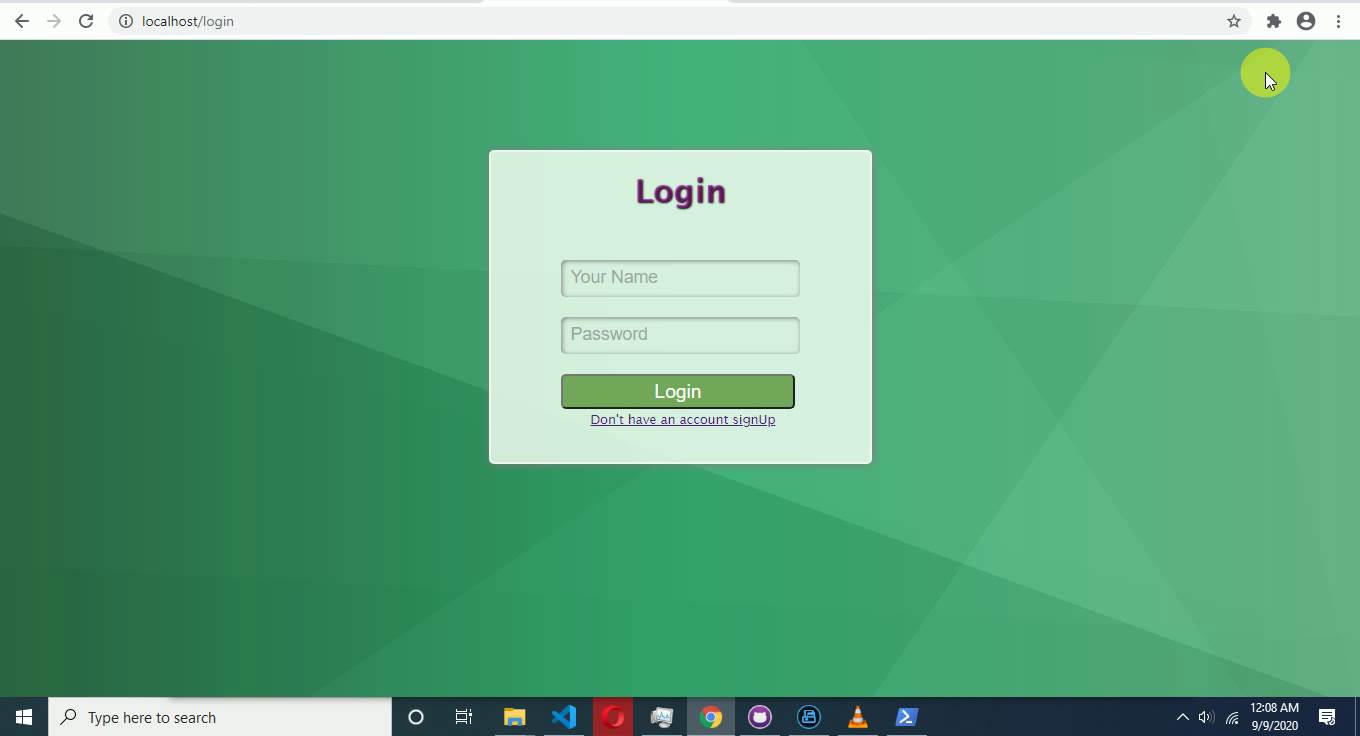 localhost/login
Login
Your Name
Password
Login
Don't have an account signUp
Type here to search
12:08 AM
9/9/2020